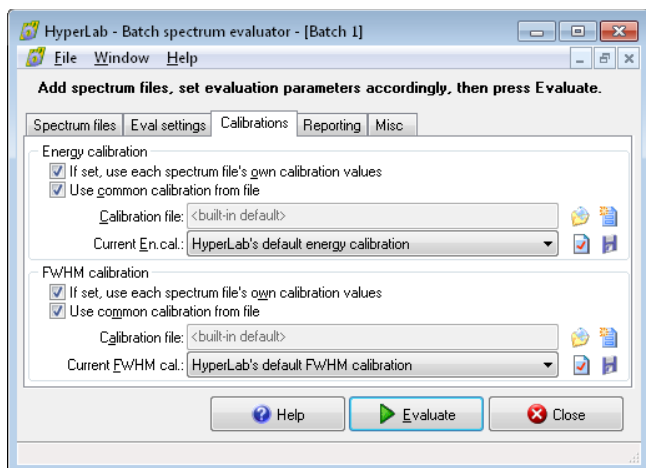 HyperLab - Batch spectrum evaluator - [Batch 1]
File Window Help
Add spectrum files, set evaluation parameters accordingly, then press Evaluate.
Spectrum files Eval settings Calibrations Reporting Misc
Energy calibration
If set, use each spectrum file's own calibration values
Use common calibration from file
Calibration file: <built-in default>
Current En.cal.: HyperLab's default energy calibration
FWHM calibration
If set, use each spectrum file's own calibration values
Use common calibration from file
Calibration file: <built-in default>
Current FWHM cal.: HyperLab's default FWHM calibration
Help Evaluate Close